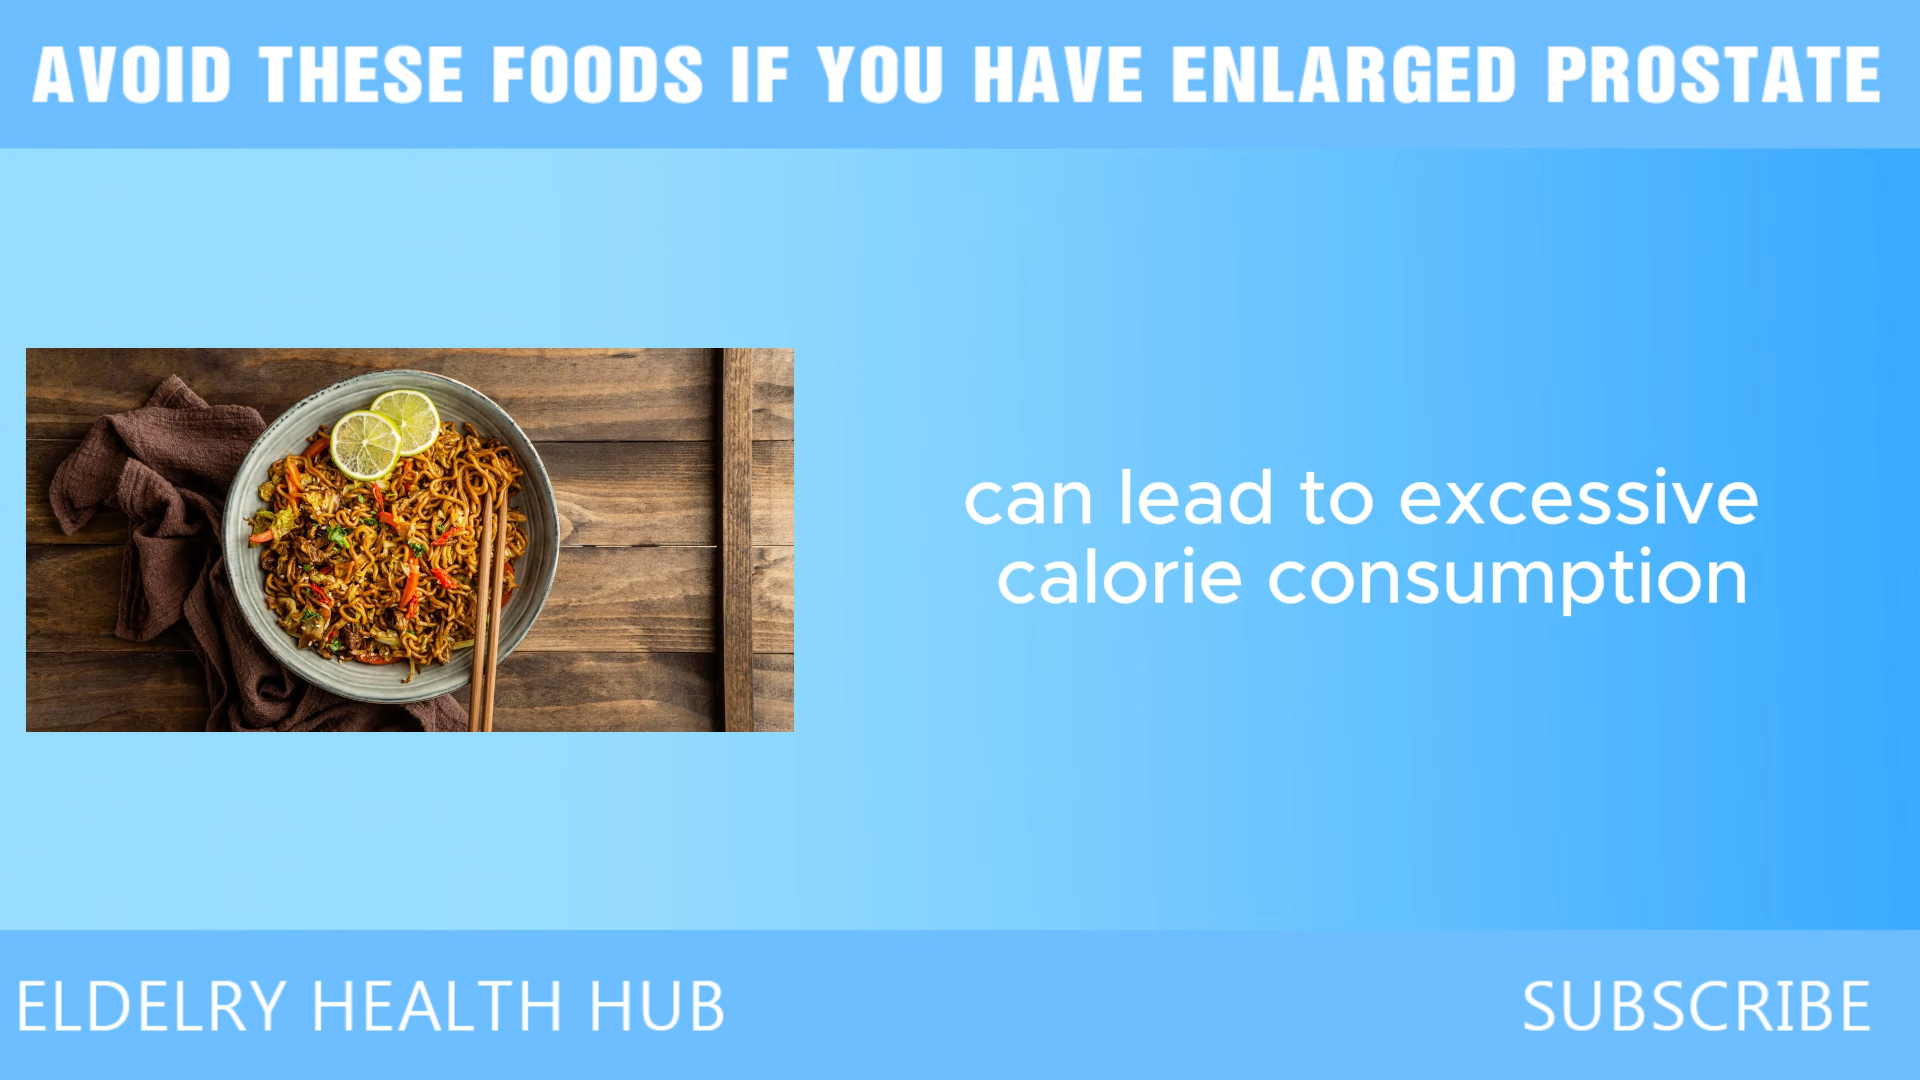 AVOID THESE FOODS IF YOU HAVE ENLARGED PROSTATE
can lead to excessive
calorie consumption
ELDELRY HEALTH HUB
SUBSCRIBE